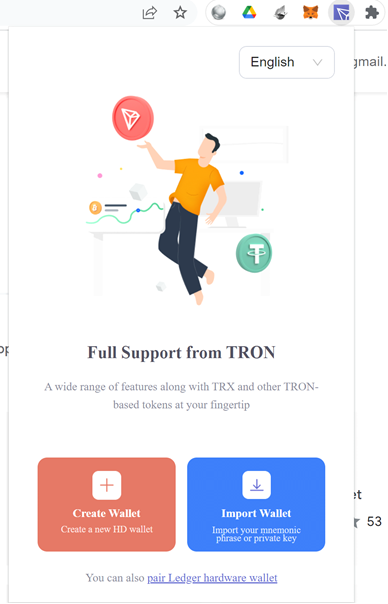 English
gmail.
Full Support from TRON
A wide range of features along with TRX and other TRON-
based tokens at your fingertip
Create Wallet
Create a new HD wallet
Import Wallet
Import your mnemonic
phrase or private key
53
You can also pair Ledger hardware wallet